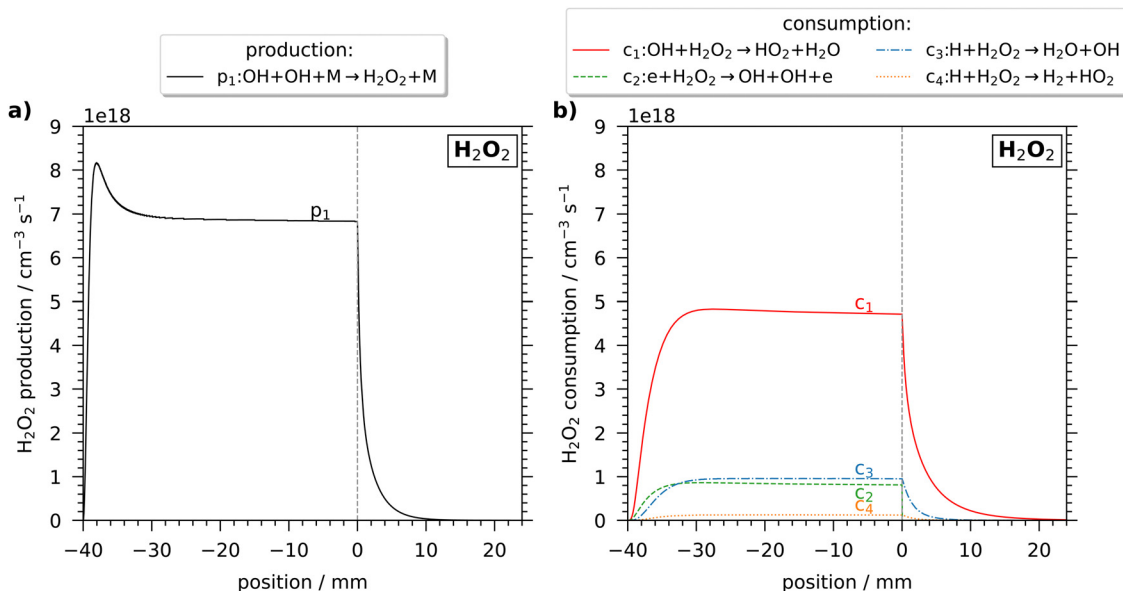 production:
p₁:OH+OH+M→H₂O₂+M
consumption:
c₁:OH+H₂O₂→HO₂+H₂O
c₂:e+H₂O₂→OH+OH+e
c₃:H+H₂O₂→H₂O+OH
c₄:H+H₂O₂→H₂+HO₂
a)
1e18
H₂O₂
p₁
9
8
7
6
5
4
3
2
1
0
−40
−30
−20
−10
0
10
20
H₂O₂ production / cm⁻³ s⁻¹
position / mm
b)
1e18
H₂O₂
c₁
c₃
c₂
c₄
9
8
7
6
5
4
3
2
1
0
−40
−30
−20
−10
0
10
20
H₂O₂ consumption / cm⁻³ s⁻¹
position / mm